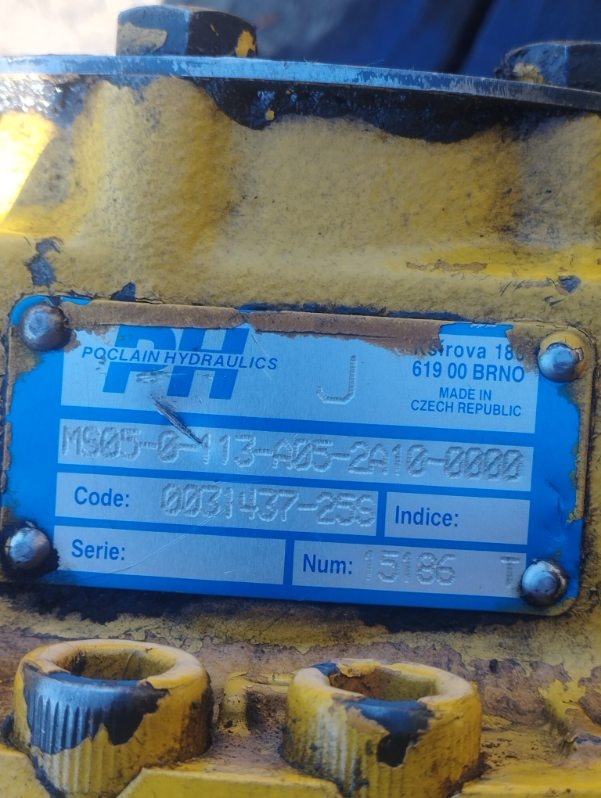 PH
POCLAIN HYDRAULICS
J
619 00 BRNO
MADE IN
CZECH REPUBLIC
MS05-0-113-A05-2A10-0000
Code: 0031437-25S
Indice:
Serie:
Num: 15186 T